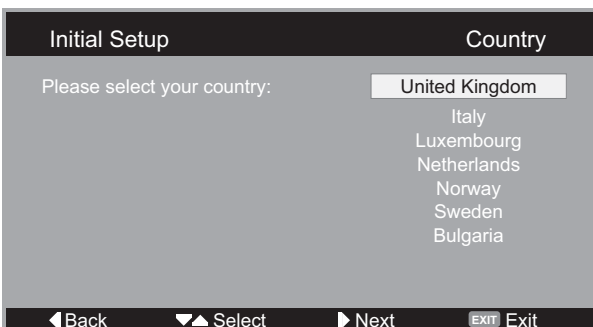 Initial Setup Country
Please select your country: United Kingdom
Italy
Luxembourg
Netherlands
Norway
Sweden
Bulgaria
Back Select Next EXIT Exit